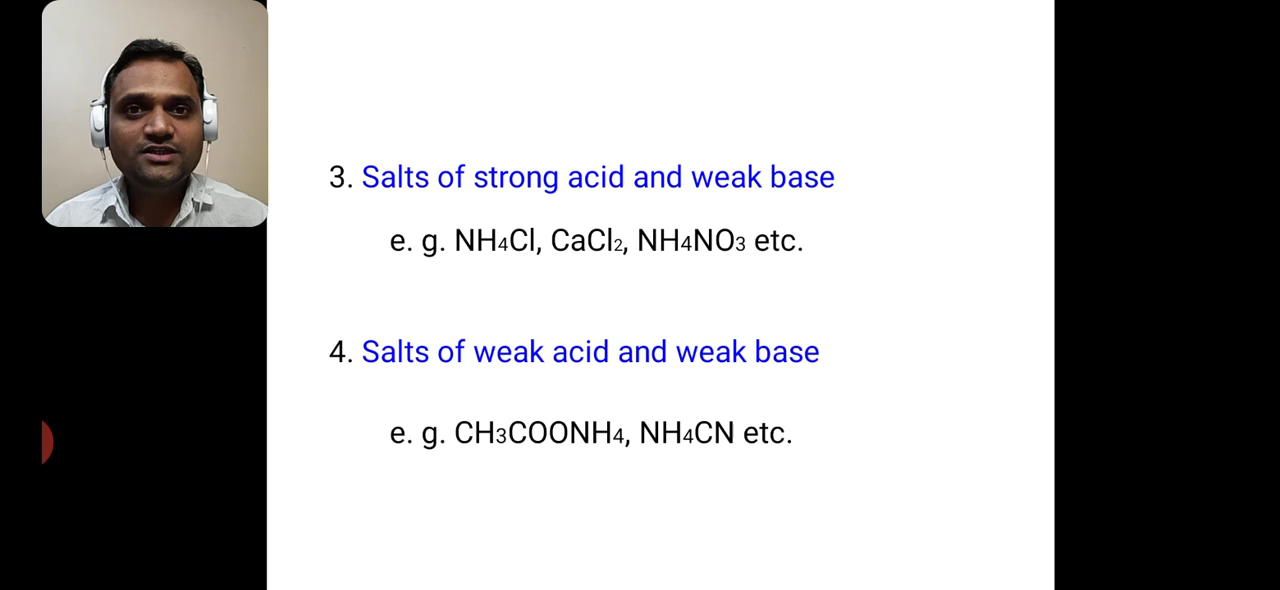 3. Salts of strong acid and weak base
e. g. NH4Cl, CaCl2, NH4NO3 etc.
4. Salts of weak acid and weak base
e. g. CH3COONH4, NH4CN etc.